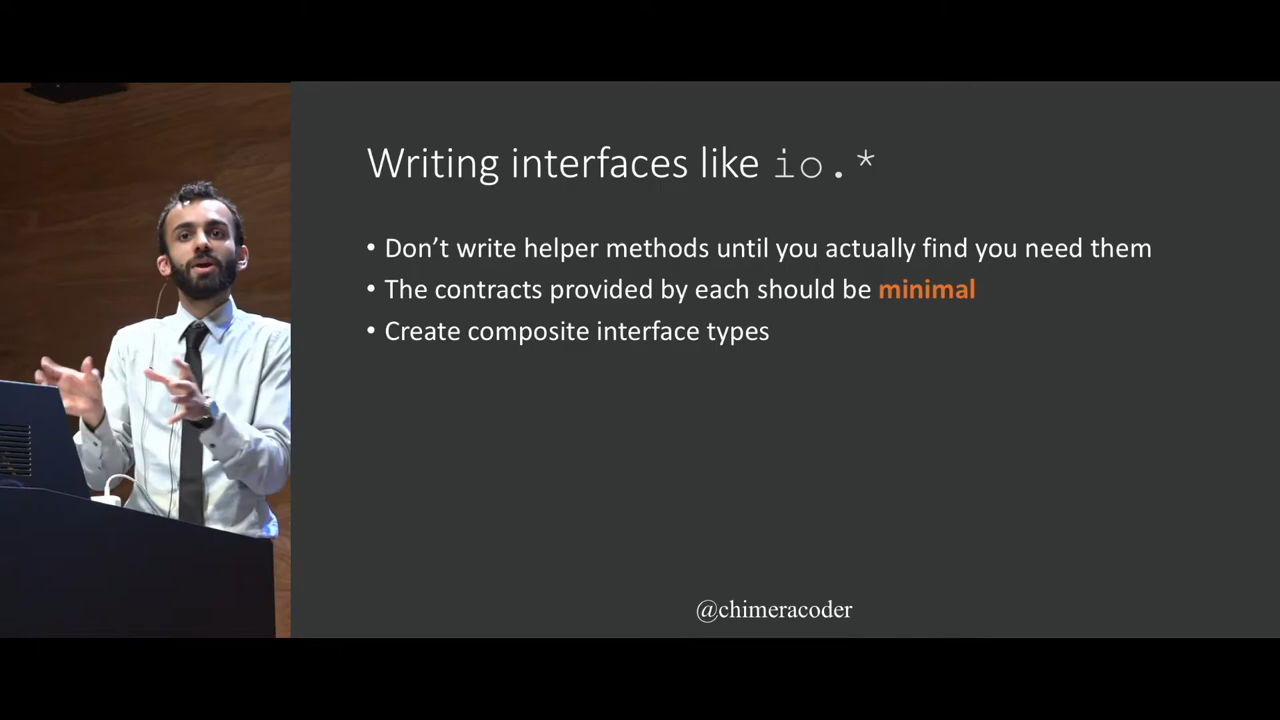 Writing interfaces like io.*
• Don’t write helper methods until you actually find you need them
• The contracts provided by each should be minimal
• Create composite interface types
@chimeracoder